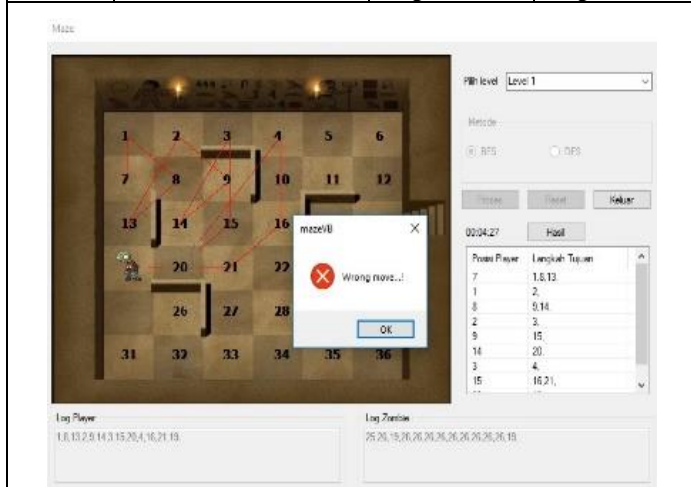 Maze
Pilih level Level 1
Metode
BFS DFS
1 2 3 4 5 6
7 8 9 10 11 12
Proses Reset Keluar
13 14 15 16
mazeVB
00:04:27 Hasil
Posisi Player Langkah Tujuan
20 21 22
Wrong move...!
OK
7 1,8,13,
1 2,
8 9,14,
2 3,
9 15,
14 20,
3 4,
15 16,21,
26 27 28
31 32 33 34 35 36
Log Player Log Zombie
1,8,13,2,9,14,3,15,20,4,16,21,19,
25,26,19,26,26,26,26,26,26,26,26,26,19,